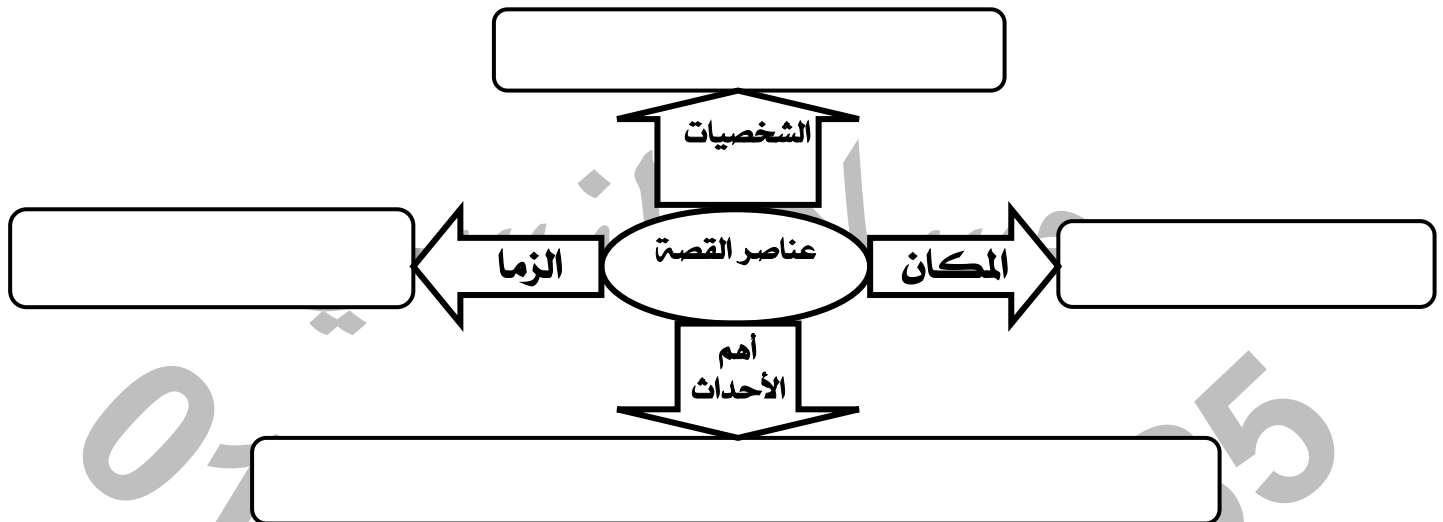 الشخصيات
عناصر القصة
المكان
الزما
أهم
الأحداث